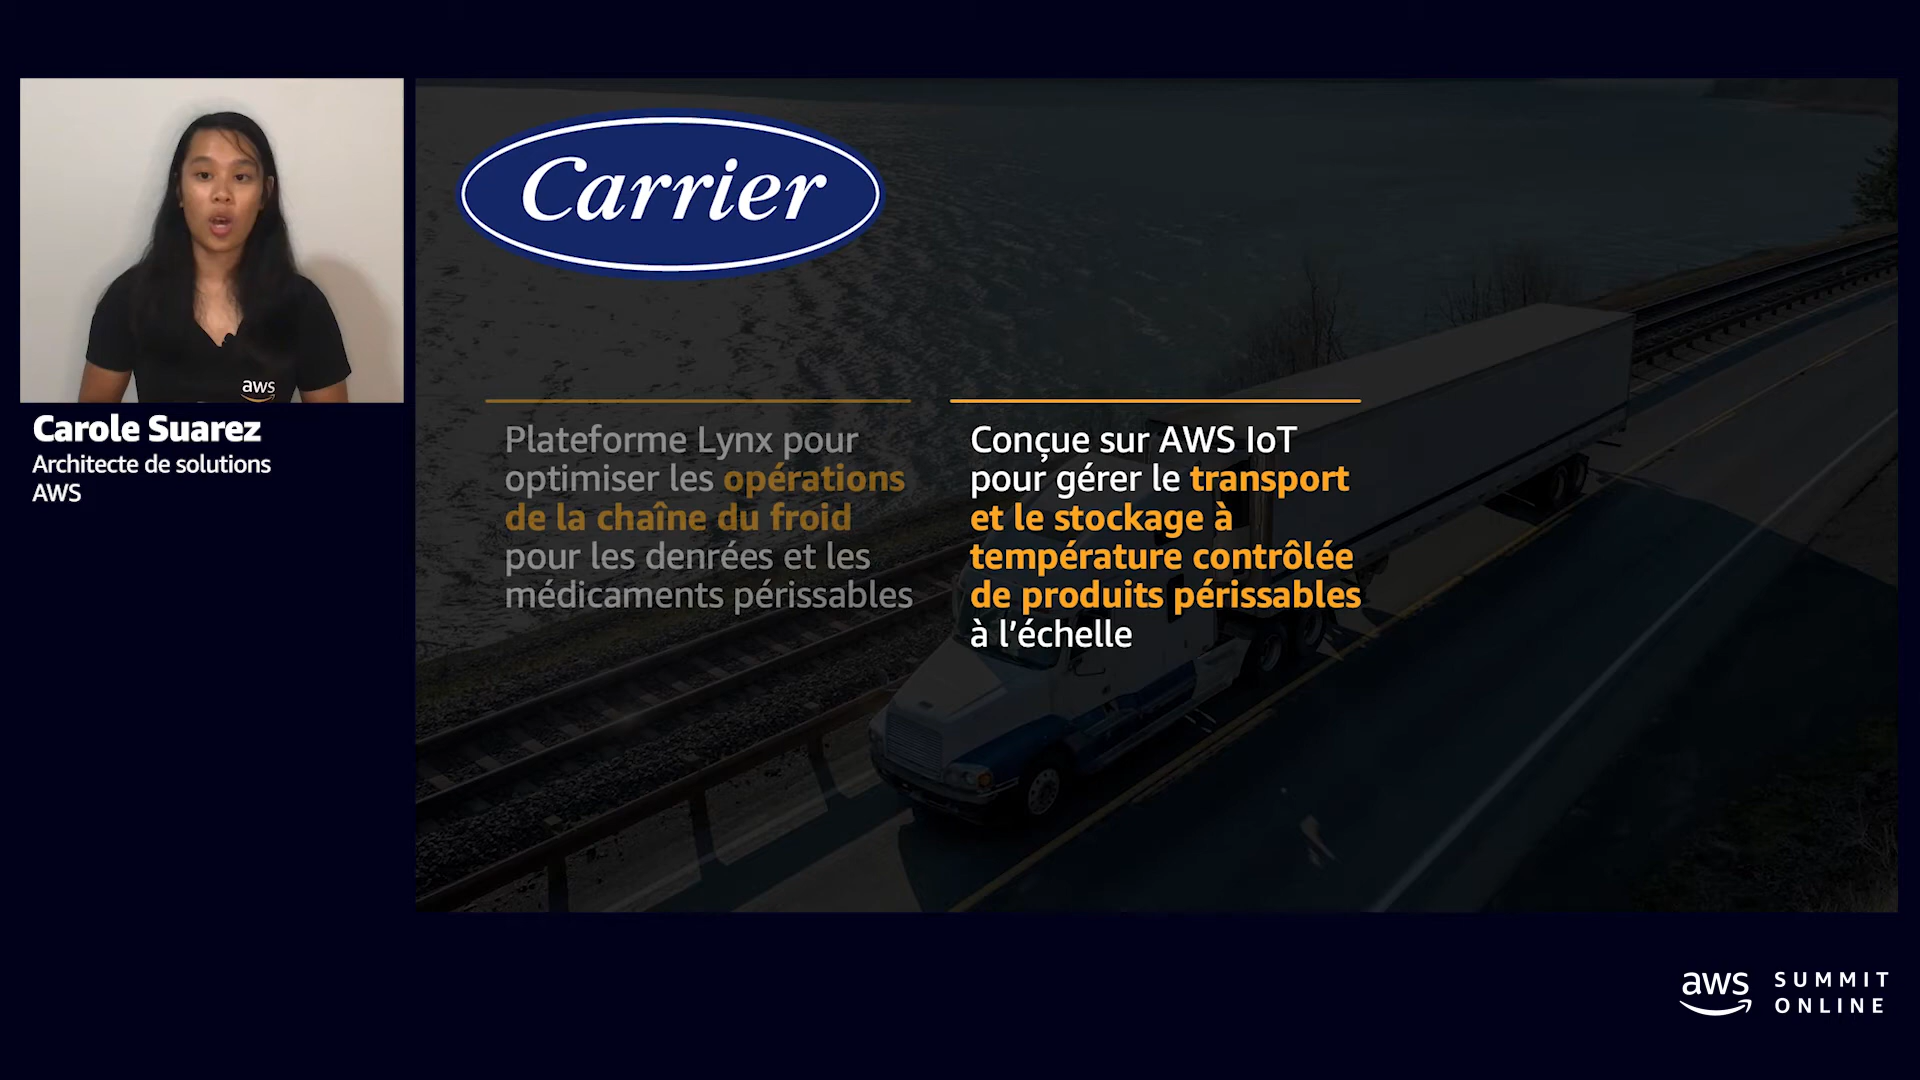 aws
Carole Suarez
Architecte de solutions
AWS
Carrier
Plateforme Lynx pour
optimiser les opérations
de la chaîne du froid
pour les denrées et les
médicaments périssables
Conçue sur AWS IoT
pour gérer le transport
et le stockage à
température contrôlée
de produits périssables
à l’échelle
aws SUMMIT
ONLINE